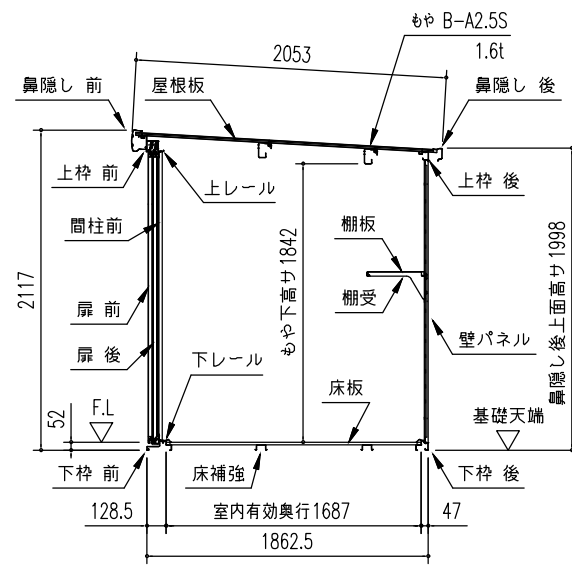 もや B-A2.5S
1.6t
2053
鼻隠し 前
屋根板
鼻隠し 後
上枠 前
上レール
上枠 後
間柱前
棚板
もや下高サ1842
鼻隠し後上面高サ1998
2117
扉 前
棚受
壁パネル
扉 後
下レール
床板
F.L
52
基礎天端
下枠 前
床補強
下枠 後
128.5
室内有効奥行1687
47
1862.5